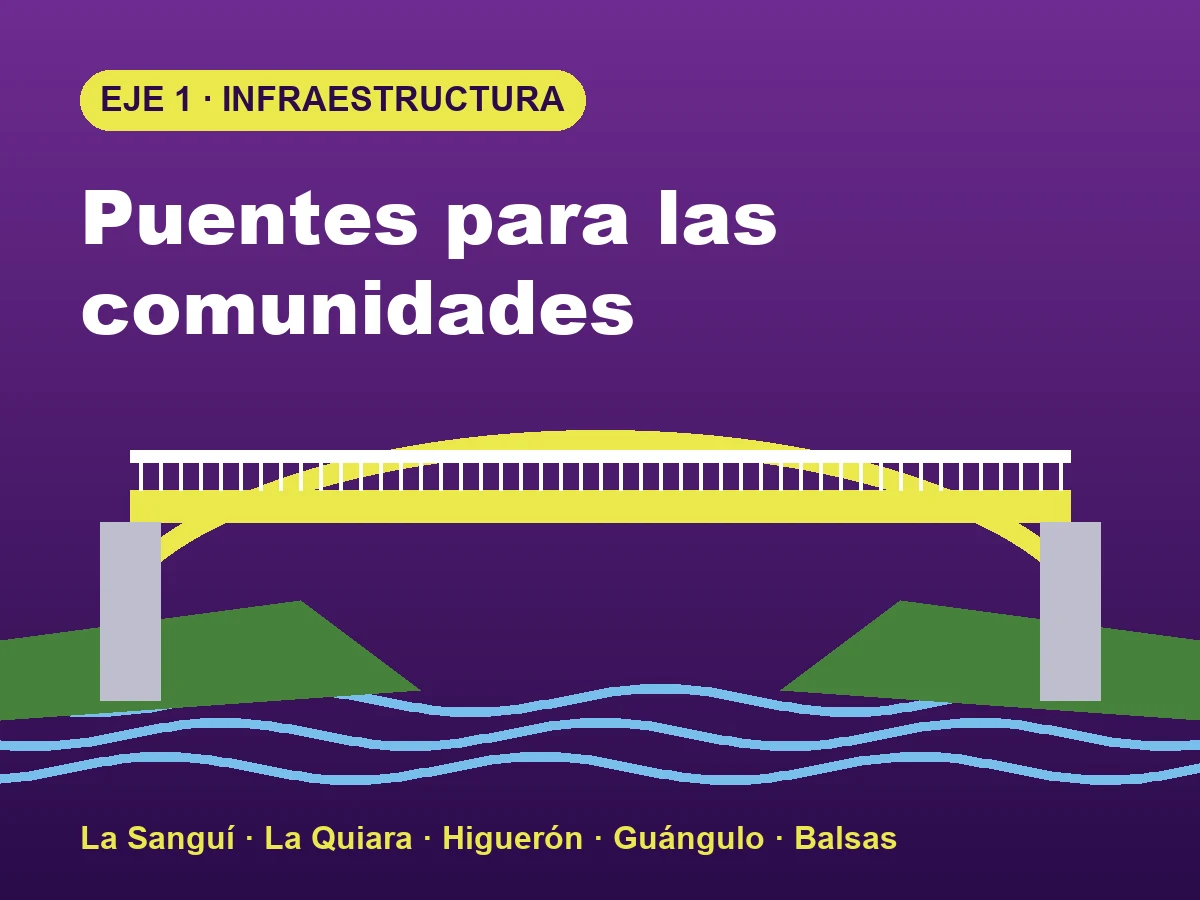 EJE 1 · INFRAESTRUCTURA
Puentes para las
comunidades
La Sanguí · La Quiara · Higuerón · Guángulo · Balsas